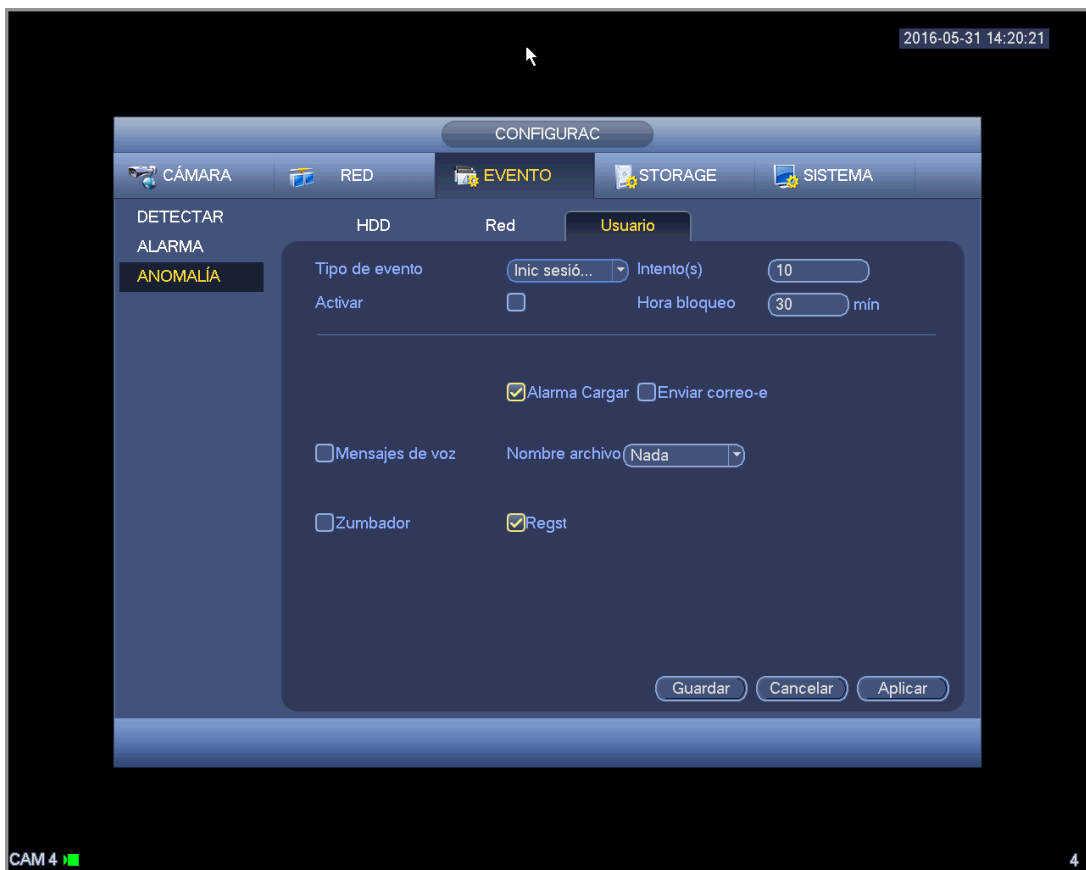 2016-05-31 14:20:21
CONFIGURAC
CÁMARA RED EVENTO STORAGE SISTEMA
DETECTAR
ALARMA
ANOMALÍA
HDD Red Usuario
Tipo de evento Inic sesió... Intento(s) 10
Activar Hora bloqueo 30 mín
Alarma Cargar Enviar correo-e
Mensajes de voz Nombre archivo Nada
Zumbador Regst
Guardar Cancelar Aplicar
CAM 4 4